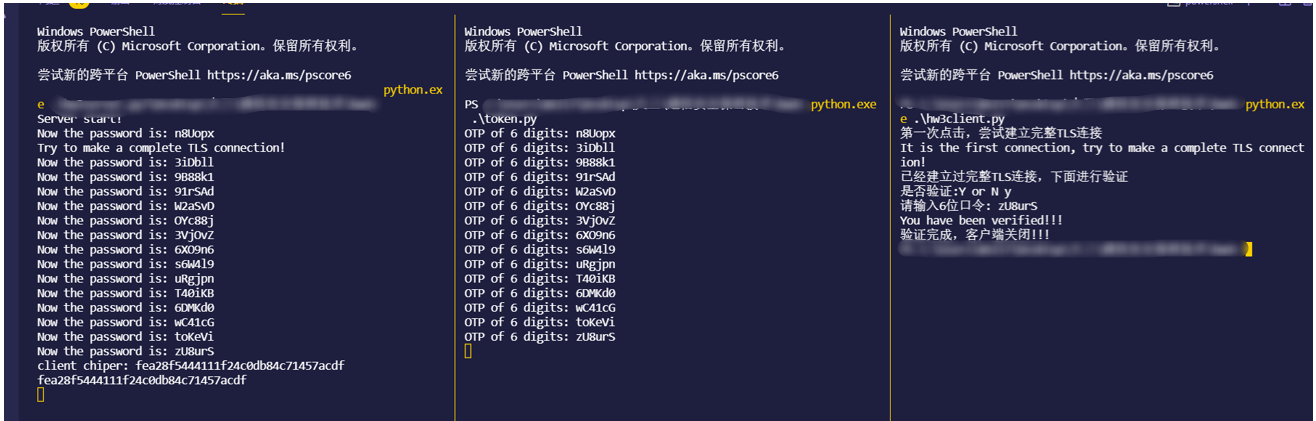 Windows PowerShell
版权所有 (C) Microsoft Corporation。保留所有权利。
尝试新的跨平台 PowerShell https://aka.ms/pscore6
python.ex
e
Server start!
Now the password is: n8Uopx
Try to make a complete TLS connection!
Now the password is: 3iDbll
Now the password is: 9B88k1
Now the password is: 91rSAd
Now the password is: W2aSvD
Now the password is: OYc88j
Now the password is: 3VjOvZ
Now the password is: 6XO9n6
Now the password is: s6W4l9
Now the password is: uRgjpn
Now the password is: T40iKB
Now the password is: 6DMKd0
Now the password is: wC41cG
Now the password is: toKeVi
Now the password is: zU8urS
client chiper: fea28f5444111f24c0db84c71457acdf
fea28f5444111f24c0db84c71457acdf
Windows PowerShell
版权所有 (C) Microsoft Corporation。保留所有权利。
尝试新的跨平台 PowerShell https://aka.ms/pscore6
PS python.exe
.\token.py
OTP of 6 digits: n8Uopx
OTP of 6 digits: 3iDbll
OTP of 6 digits: 9B88k1
OTP of 6 digits: 91rSAd
OTP of 6 digits: W2aSvD
OTP of 6 digits: OYc88j
OTP of 6 digits: 3VjOvZ
OTP of 6 digits: 6XO9n6
OTP of 6 digits: s6W4l9
OTP of 6 digits: uRgjpn
OTP of 6 digits: T40iKB
OTP of 6 digits: 6DMKd0
OTP of 6 digits: wC41cG
OTP of 6 digits: toKeVi
OTP of 6 digits: zU8urS
Windows PowerShell
版权所有 (C) Microsoft Corporation。保留所有权利。
尝试新的跨平台 PowerShell https://aka.ms/pscore6
python.ex
e .\hw3client.py
第一次点击，尝试建立完整TLS连接
It is the first connection, try to make a complete TLS connect
ion!
已经建立过完整TLS连接，下面进行验证
是否验证:Y or N y
请输入6位口令: zU8urS
You have been verified!!!
验证完成，客户端关闭!!!